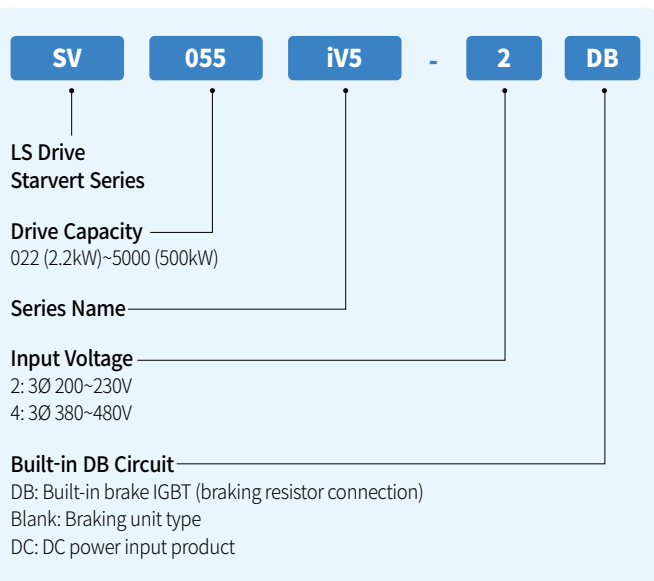 SV 055 iV5 - 2 DB
LS Drive
Starvert Series
Drive Capacity
022 (2.2kW)~5000 (500kW)
Series Name
Input Voltage
2: 3Ø 200~230V
4: 3Ø 380~480V
Built-in DB Circuit
DB: Built-in brake IGBT (braking resistor connection)
Blank: Braking unit type
DC: DC power input product